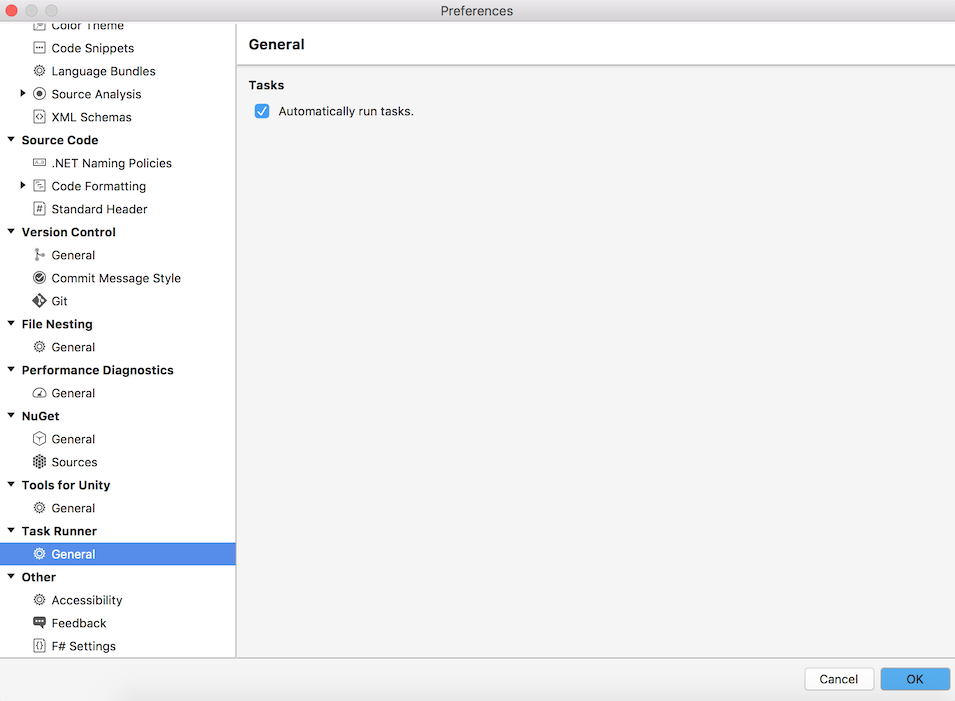 Preferences
Color Theme
Code Snippets
Language Bundles
Source Analysis
XML Schemas
Source Code
.NET Naming Policies
Code Formatting
Standard Header
Version Control
General
Commit Message Style
Git
File Nesting
General
Performance Diagnostics
General
NuGet
General
Sources
Tools for Unity
General
Task Runner
General
Other
Accessibility
Feedback
F# Settings
General
Tasks
Automatically run tasks.
Cancel
OK